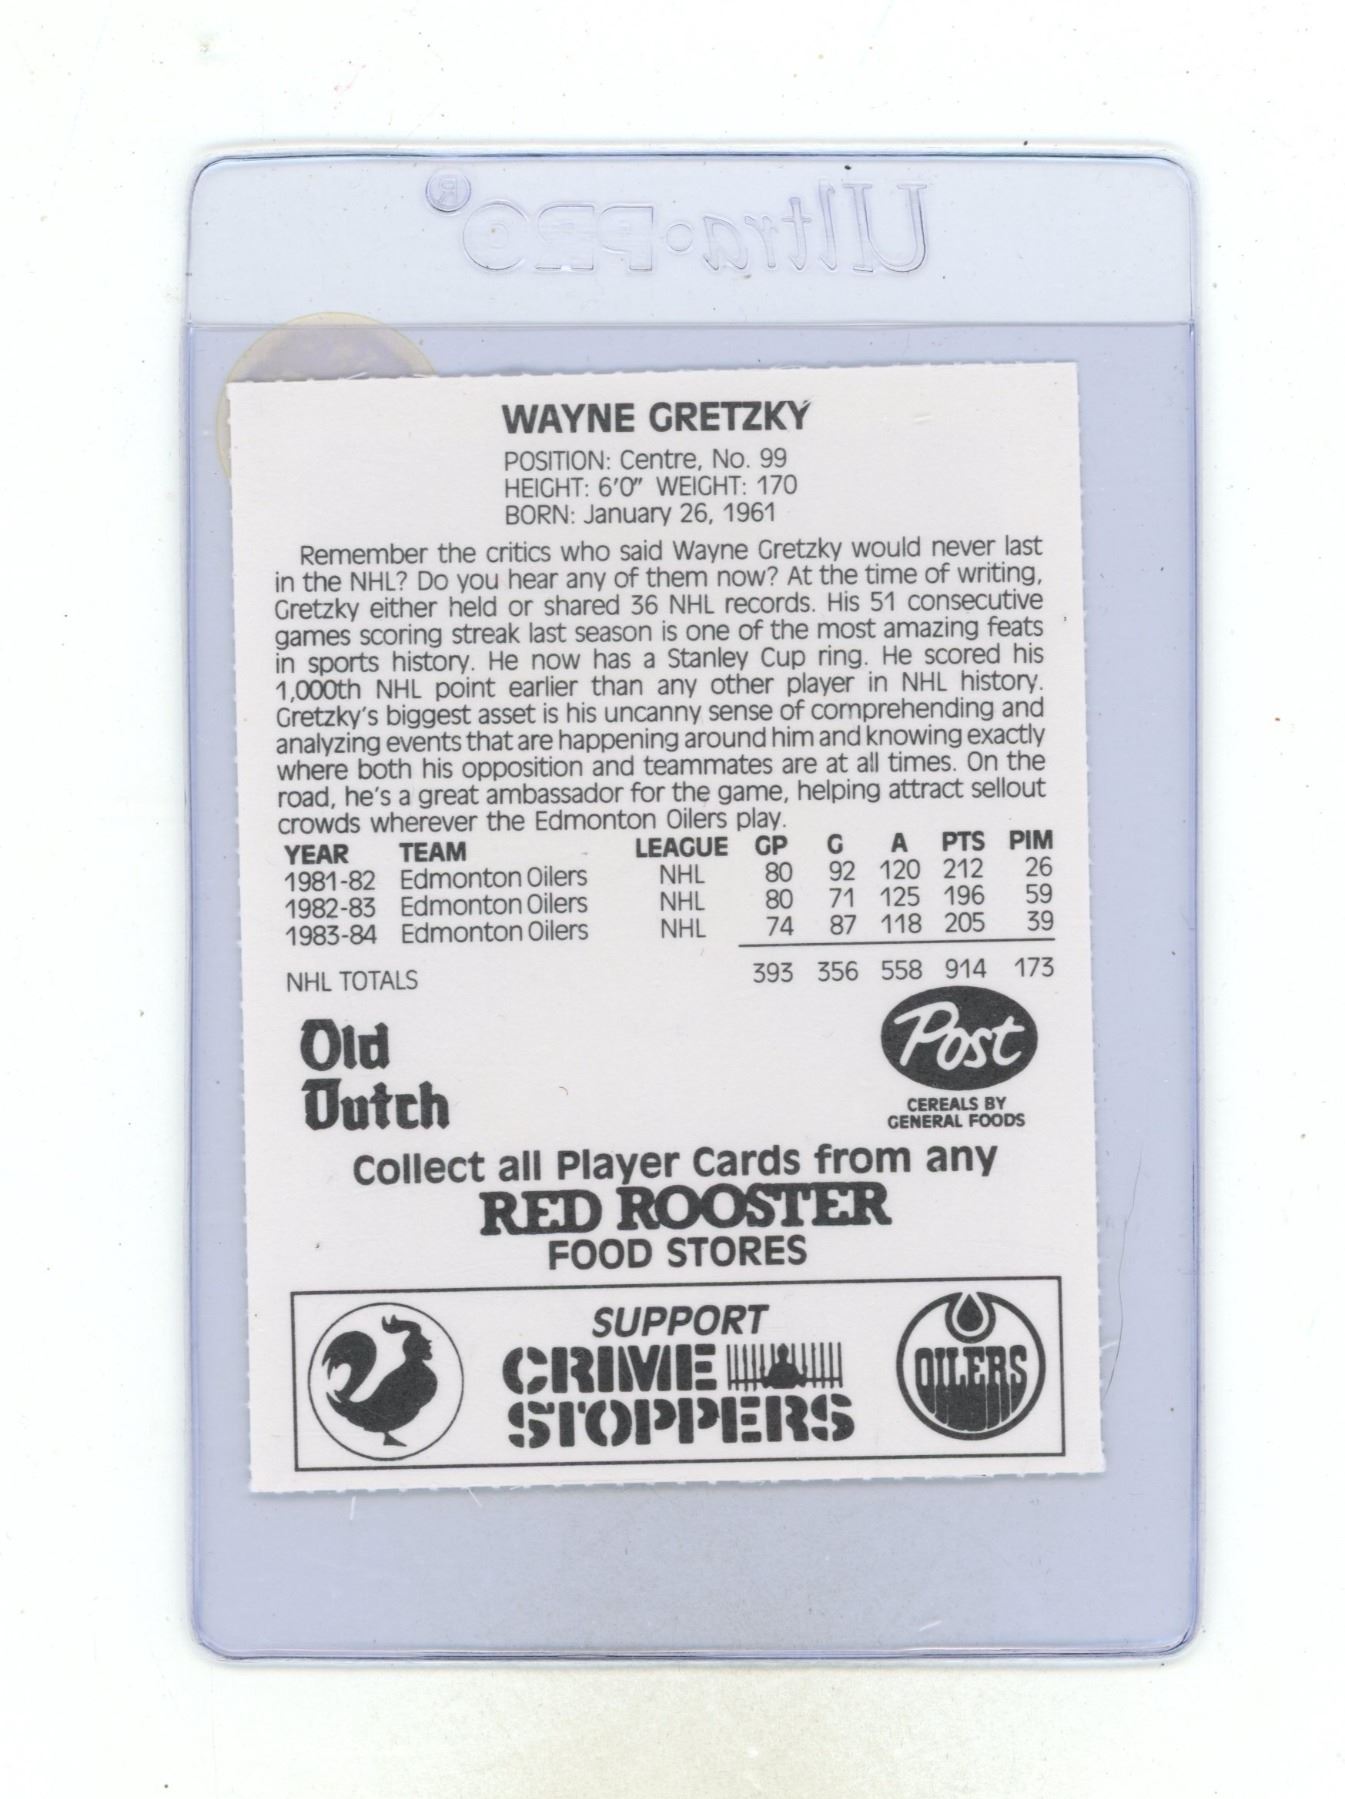 Ultra•PRO®
WAYNE GRETZKY
POSITION: Centre, No. 99
HEIGHT: 6'0" WEIGHT: 170
BORN: January 26, 1961
Remember the critics who said Wayne Gretzky would never last
in the NHL? Do you hear any of them now? At the time of writing,
Gretzky either held or shared 36 NHL records. His 51 consecutive
games scoring streak last season is one of the most amazing feats
in sports history. He now has a Stanley Cup ring. He scored his
1,000th NHL point earlier than any other player in NHL history.
Gretzky's biggest asset is his uncanny sense of comprehending and
analyzing events that are happening around him and knowing exactly
where both his opposition and teammates are at all times. On the
road, he's a great ambassador for the game, helping attract sellout
crowds wherever the Edmonton Oilers play.
YEAR TEAM LEAGUE GP G A PTS PIM
1981-82 Edmonton Oilers NHL 80 92 120 212 26
1982-83 Edmonton Oilers NHL 80 71 125 196 59
1983-84 Edmonton Oilers NHL 74 87 118 205 39
NHL TOTALS 393 356 558 914 173
Old
Dutch
Post
CEREALS BY
GENERAL FOODS
Collect all Player Cards from any
RED ROOSTER
FOOD STORES
SUPPORT
CRIME
STOPPERS
OILERS